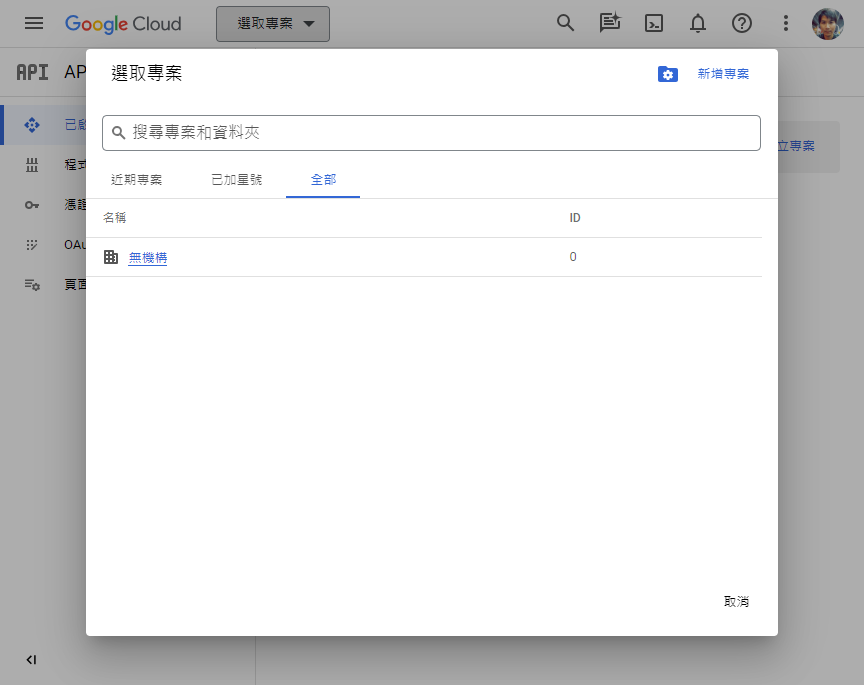 Google Cloud
選取專案
API
AP
選取專案
新增專案
搜尋專案和資料夾
已啟
立專案
近期專案
已加星號
全部
程式
名稱
ID
憑證
OAu
無機構
0
頁面
取消